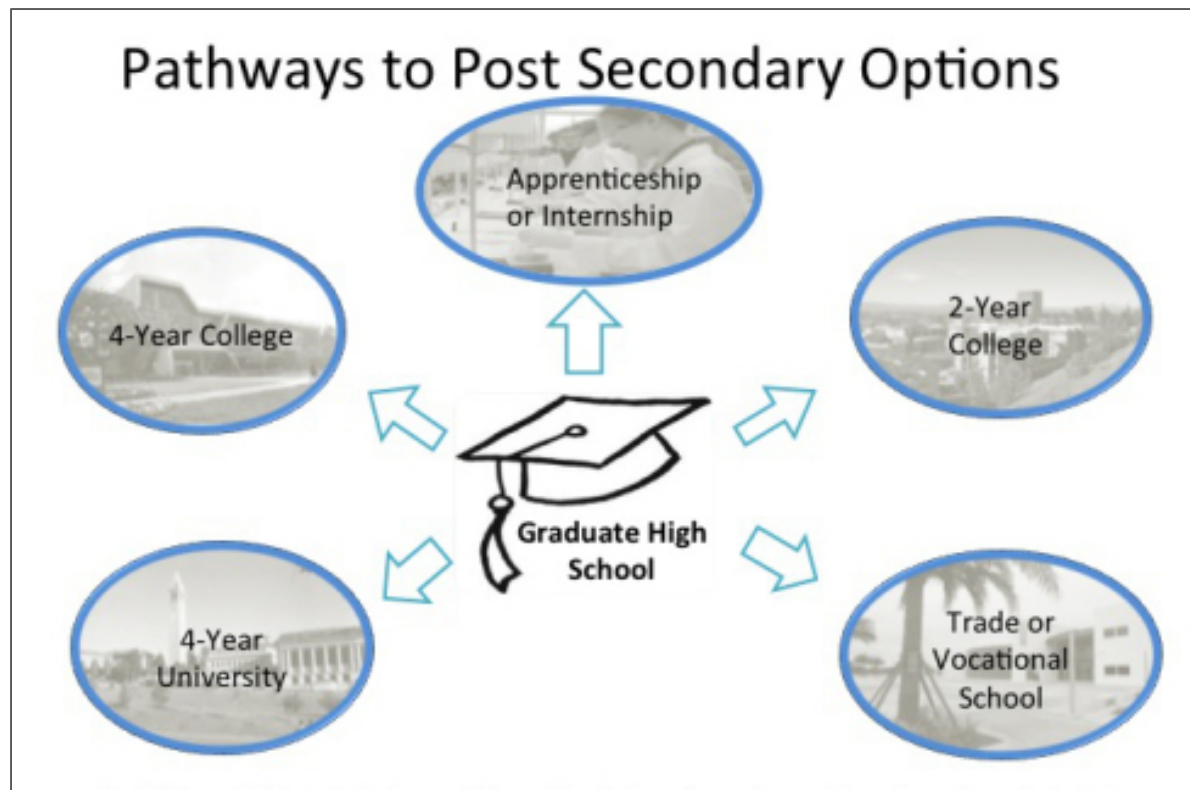 Pathways to Post Secondary Options
Apprenticeship
or Internship
4-Year College
2-Year
College
Graduate High
School
4-Year
University
Trade or
Vocational
School